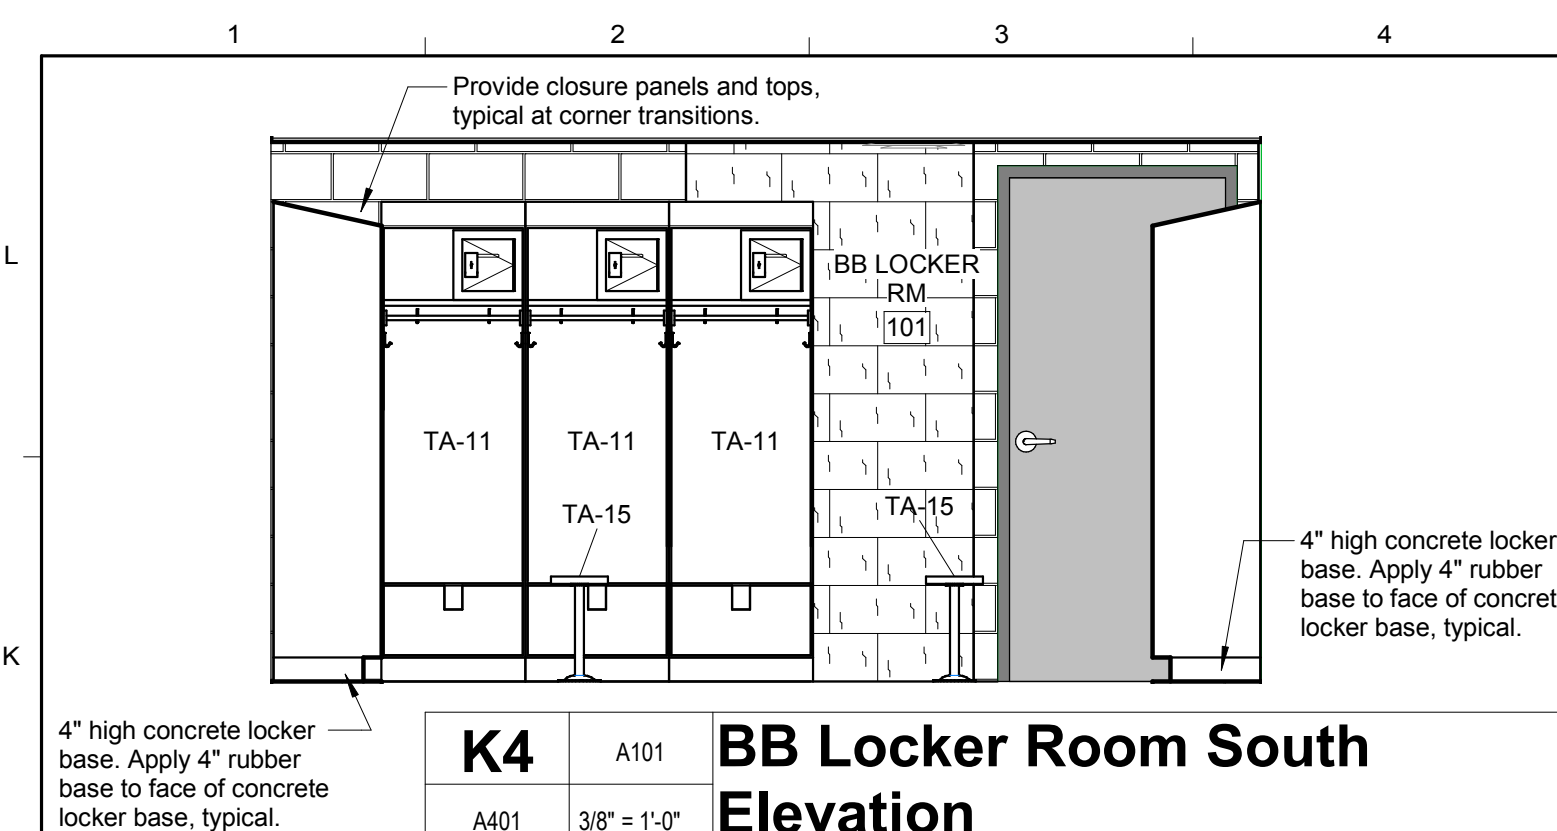 1 2 3 4
Provide closure panels and tops,
typical at corner transitions.
L
BB LOCKER
RM
101
TA-11 TA-11 TA-11
TA-15 TA-15
4" high concrete locker
base. Apply 4" rubber
base to face of concret
locker base, typical.
K
4" high concrete locker
base. Apply 4" rubber
base to face of concrete
locker base, typical.
K4 A101 BB Locker Room South
A401 3/8" = 1'-0" Elevation